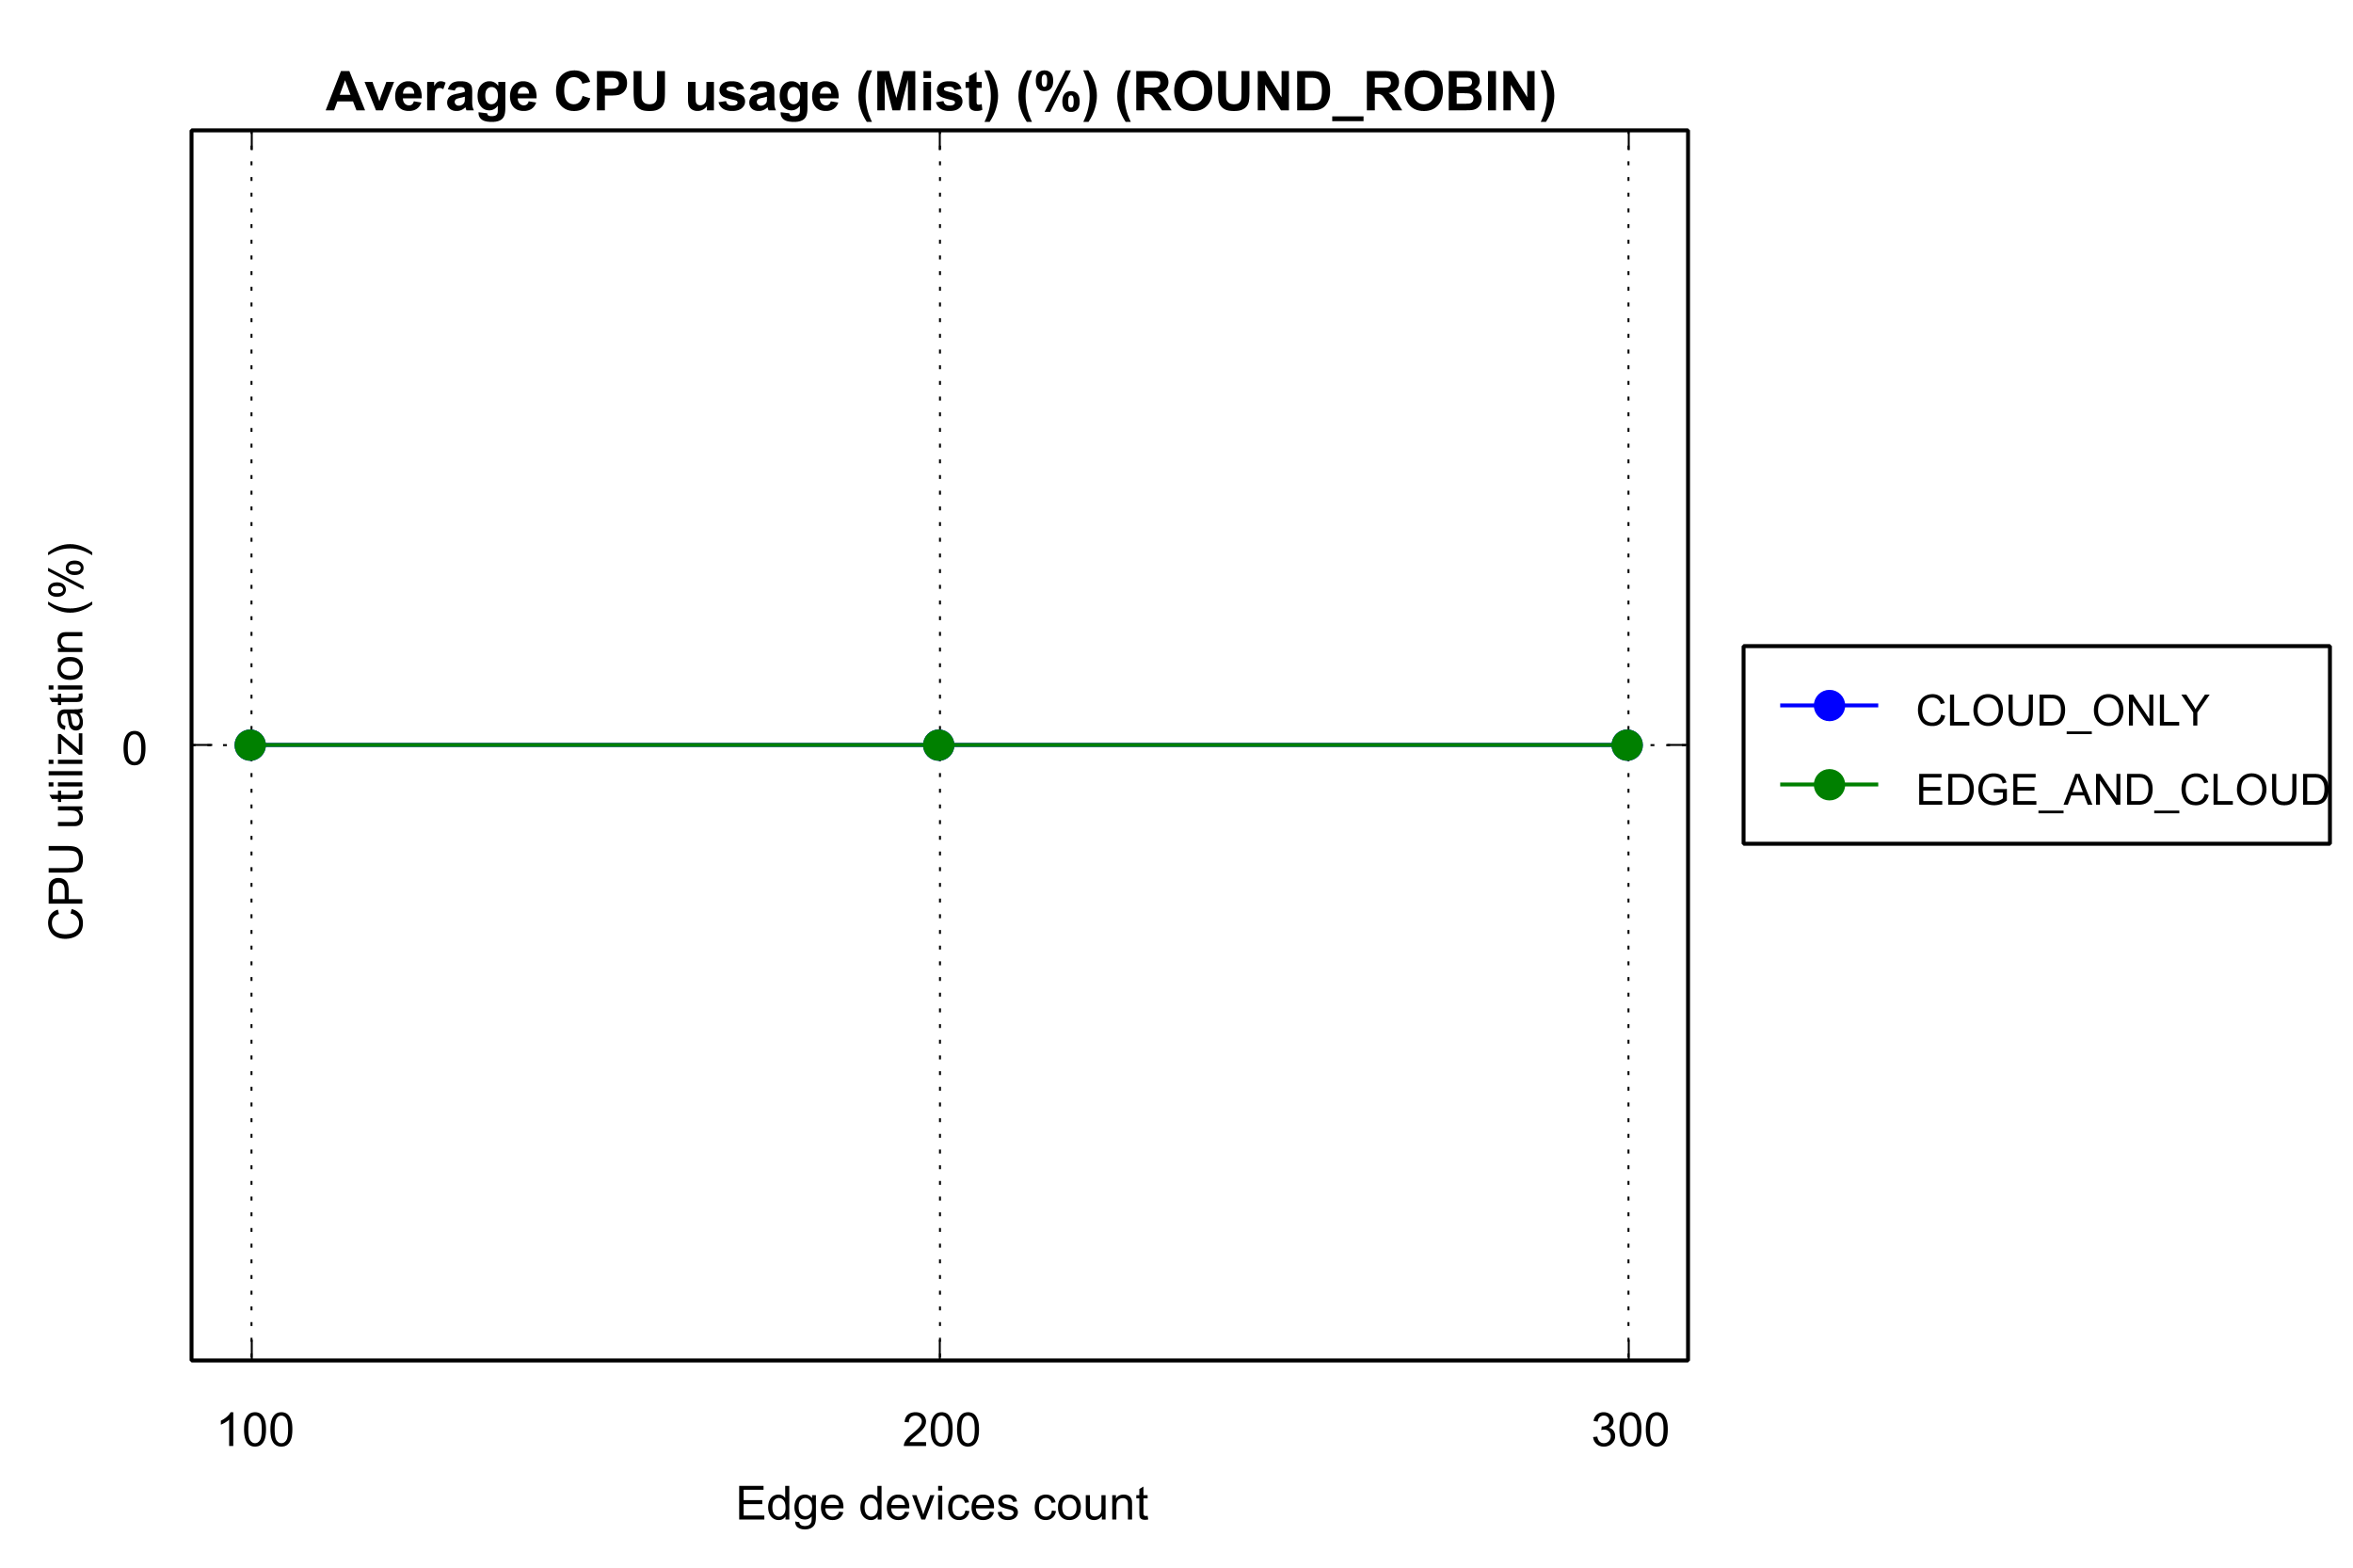 Average CPU usage (Mist) (%) (ROUND_ROBIN)
CPU utilization (%)
0
CLOUD_ONLY
EDGE_AND_CLOUD
100 200 300
Edge devices count